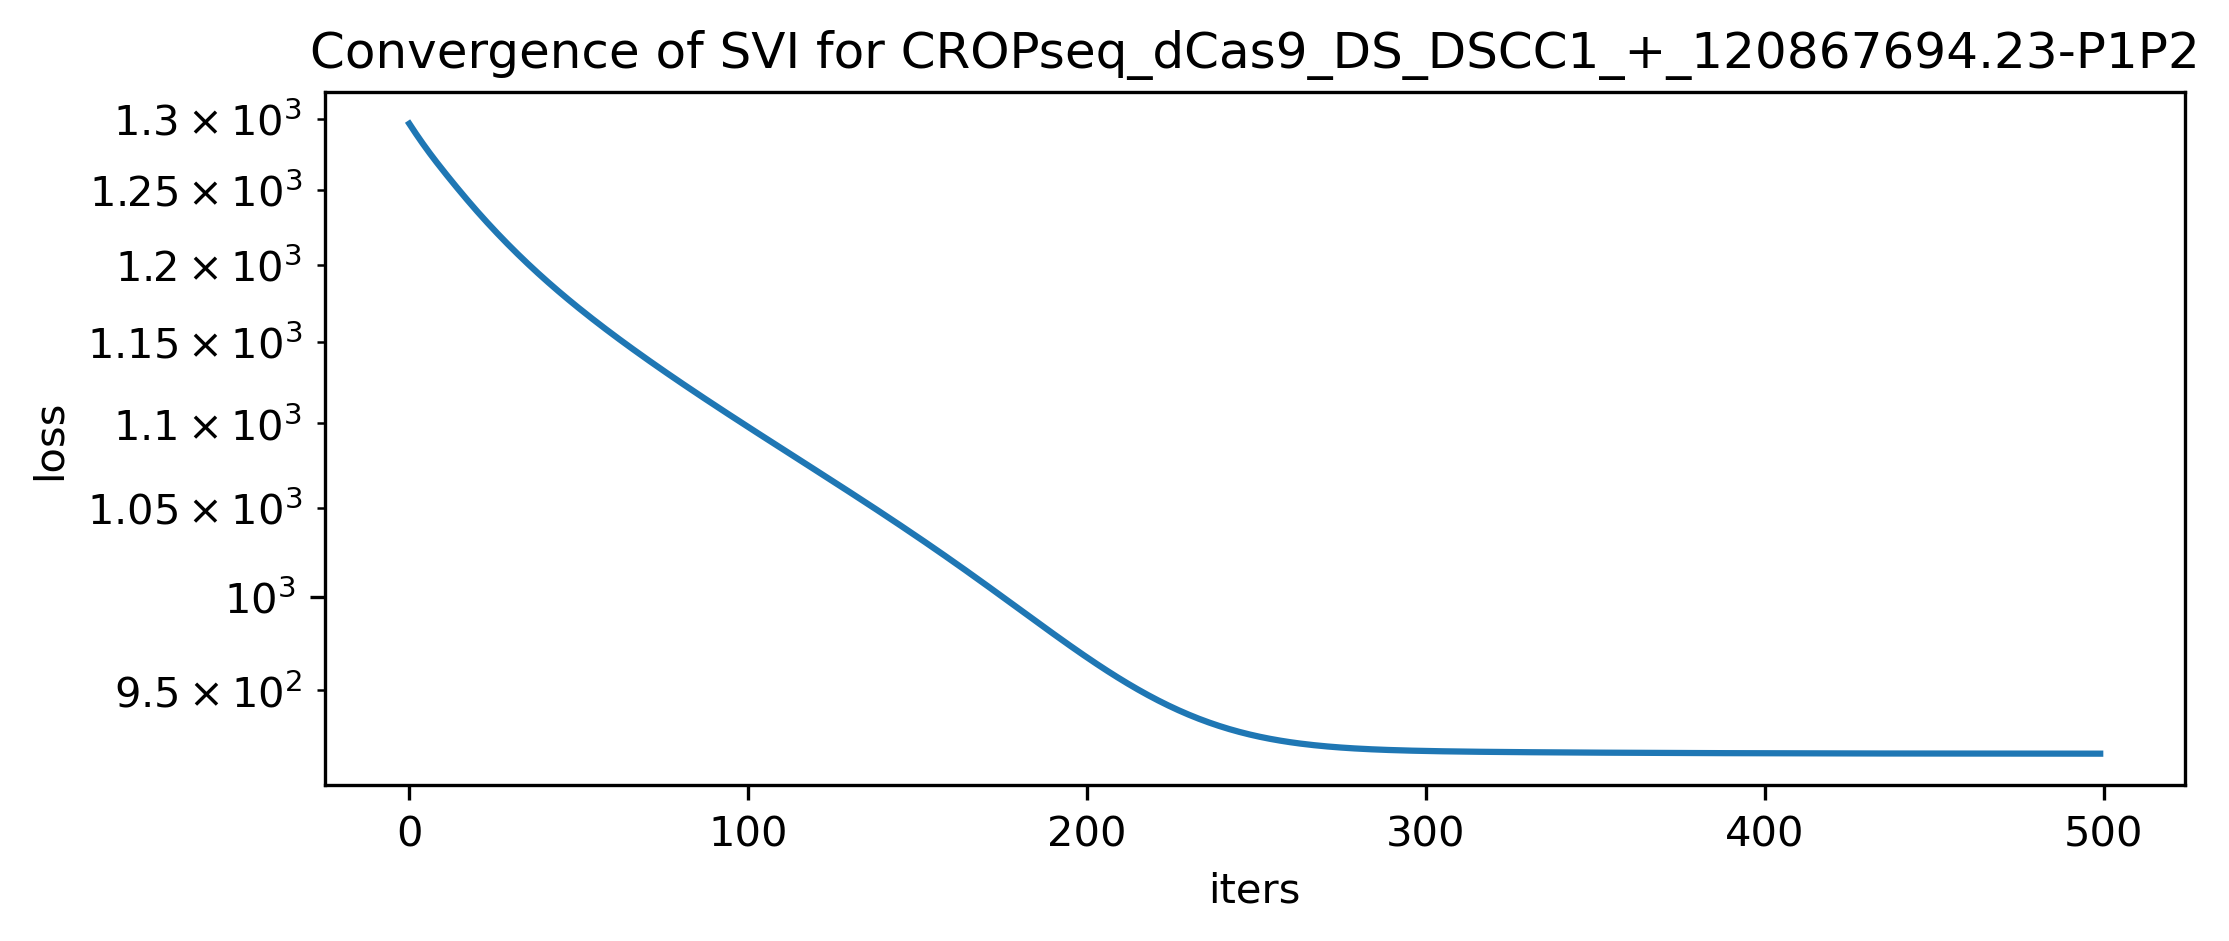 Convergence of SVI for CROPseq_dCas9_DS_DSCC1_+_120867694.23-P1P2
1.3 × 10³
1.25 × 10³
1.2 × 10³
1.15 × 10³
1.1 × 10³
1.05 × 10³
10³
9.5 × 10²
loss
0 100 200 300 400 500
iters